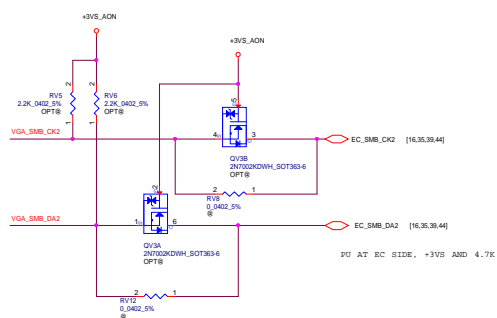 +3VS_AON
+3VS_AON
2 2
RV5 RV6
2.2K_0402_5% 2.2K_0402_5%
OPT@ OPT@
1 1
5
VGA_SMB_CK2 4 3 EC_SMB_CK2 [16,35,39,44]
QV3B
2N7002KDWH_SOT363-6
OPT@
2
2 1
RV8
0_0402_5%
@
VGA_SMB_DA2 1 6 EC_SMB_DA2 [16,35,39,44]
QV3A
2N7002KDWH_SOT363-6
OPT@
PU AT EC SIDE, +3VS AND 4.7K
2 1
RV12
0_0402_5%
@